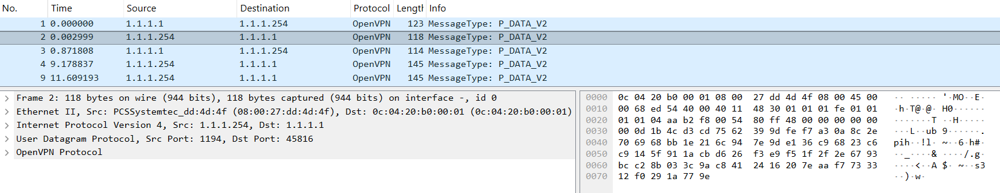 No. Time Source Destination Protocol Length Info
1 0.000000 1.1.1.1 1.1.1.254 OpenVPN 123 MessageType: P_DATA_V2
2 0.002999 1.1.1.254 1.1.1.1 OpenVPN 118 MessageType: P_DATA_V2
3 0.871808 1.1.1.1 1.1.1.254 OpenVPN 114 MessageType: P_DATA_V2
4 9.178837 1.1.1.254 1.1.1.1 OpenVPN 145 MessageType: P_DATA_V2
9 11.609193 1.1.1.254 1.1.1.1 OpenVPN 145 MessageType: P_DATA_V2
Frame 2: 118 bytes on wire (944 bits), 118 bytes captured (944 bits) on interface -, id 0
Ethernet II, Src: PCSSystemtec_dd:4d:4f (08:00:27:dd:4d:4f), Dst: 0c:04:20:b0:00:01 (0c:04:20:b0:00:01)
Internet Protocol Version 4, Src: 1.1.1.254, Dst: 1.1.1.1
User Datagram Protocol, Src Port: 1194, Dst Port: 45816
OpenVPN Protocol
0000 0c 04 20 b0 00 01 08 00 27 dd 4d 4f 08 00 45 00 ·· ·····'·MO··E·
0010 00 68 ed 54 40 00 40 11 48 30 01 01 01 fe 01 01 ·h·T@·@·H0······
0020 01 01 04 aa b2 f8 00 54 80 ff 48 00 00 00 00 00 ·······T··H·····
0030 00 0d 1b 4c d3 cd 75 62 39 9d fe f7 a3 0a 8c 2e ···L··ub9······.
0040 70 69 68 bb 1e 21 6c 94 7e 9d e1 36 c9 68 23 c6 pih··!l·~··6·h#·
0050 c9 14 5f 91 1a cb d6 26 f3 e9 f5 1f 2f 2e 67 93 ··_····&····/.g·
0060 bc c2 8b 03 3c 9a c8 41 24 16 20 7e aa f7 73 33 ····<··A$· ~··s3
0070 12 f0 29 1a 77 9e ··)·w·